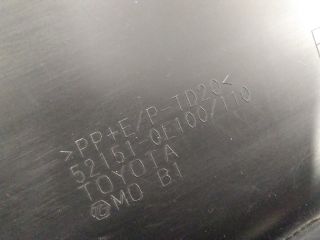 >PP+E/P-TD20<
52151-0E100/110
TOYOTA
MO B1